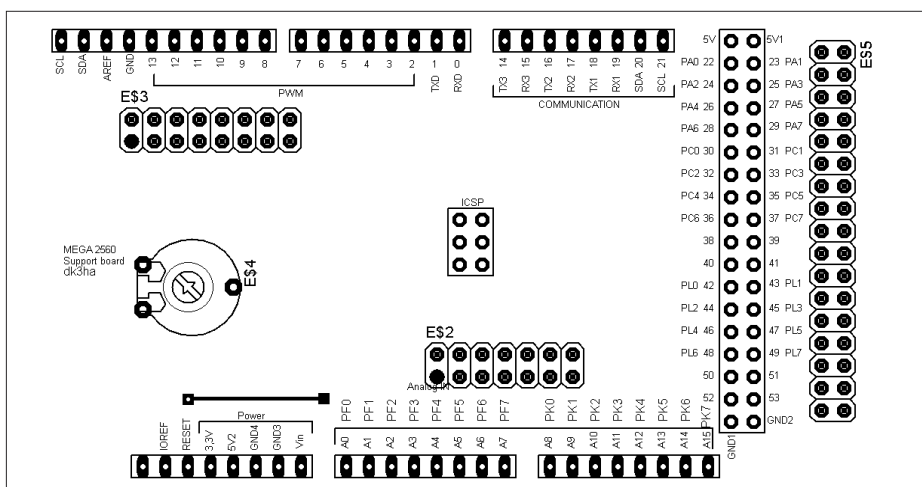 SCL SDA AREF GND 13 12 11 10 9 8
7 6 5 4 3 2 1 0
TXD RXD
PWM
14 15 16 17 18 19 20 21
TX3 RX3 TX2 RX2 TX1 RX1 SDA SCL
COMMUNICATION
5V 5V1
PA0 22 23 PA1
PA2 24 25 PA3
PA4 26 27 PA5
PA6 28 29 PA7
PC0 30 31 PC1
PC2 32 33 PC3
PC4 34 35 PC5
PC6 36 37 PC7
38 39
40 41
PL0 42 43 PL1
PL2 44 45 PL3
PL4 46 47 PL5
PL6 48 49 PL7
50 51
52 53
GND1 GND2
E$5
E$3
ICSP
MEGA 2560
Support board
dk3ha
E$4
E$2
Analog IN
PF0 PF1 PF2 PF3 PF4 PF5 PF6 PF7
PK0 PK1 PK2 PK3 PK4 PK5 PK6 PK7
Power
IOREF RESET 3,3V 5V2 GND4 GND3 Vin
A0 A1 A2 A3 A4 A5 A6 A7
A8 A9 A10 A11 A12 A13 A14 A15